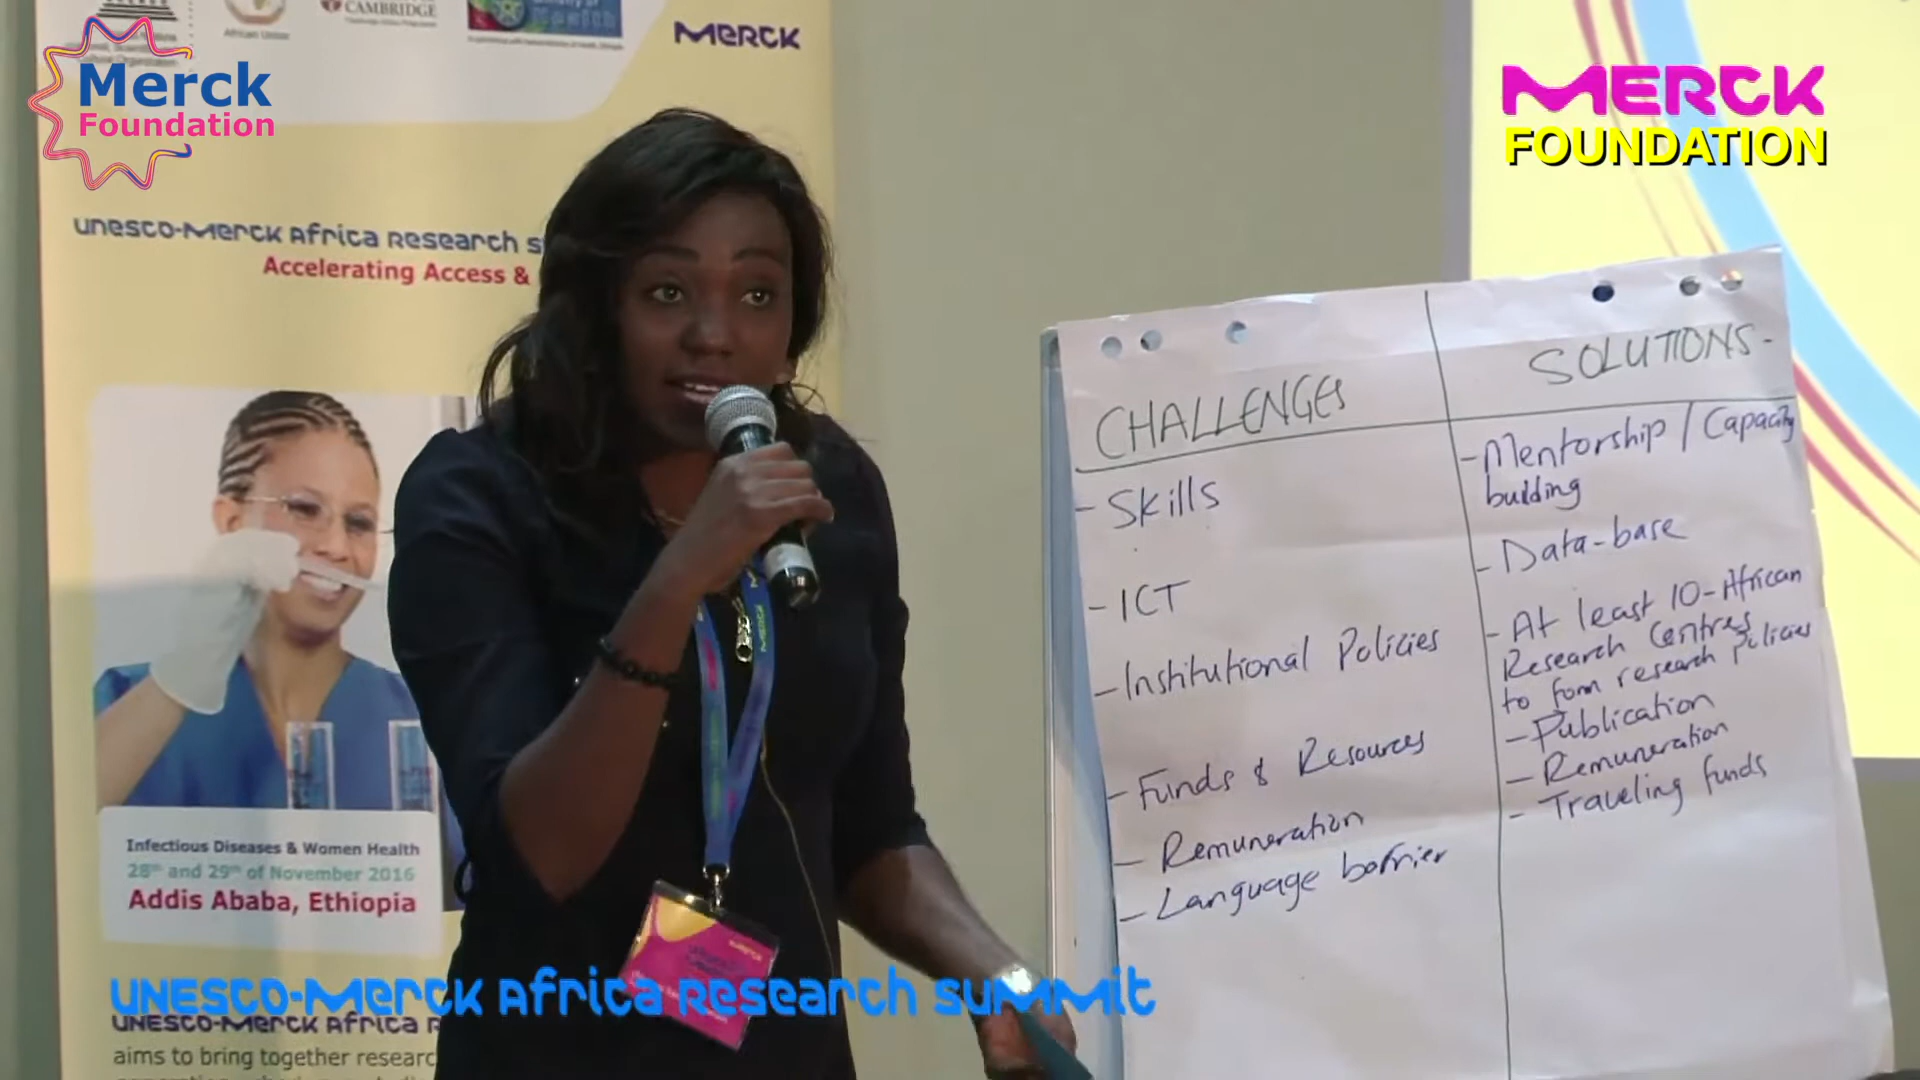 CAMBRIDGE
African Union
MERCK
Merck
Foundation
MERCK
FOUNDATION
UNESCO-MERCK Africa Research S
Accelerating Access &
CHALLENGES
- Skills
- ICT
- Institutional Policies
- Funds & Resources
- Remuneration
- Language barrier
SOLUTIONS-
- Mentorship / Capacity
building
- Data-base
- At least 10-African
Research Centres
to form research policies
- Publication
- Remuneration
- Traveling funds
Infectious Diseases & Women Health
28th and 29th of November 2016
Addis Ababa, Ethiopia
UNESCO-Merck Africa Research Summit
UNESCO-MERCK Africa R
aims to bring together researc